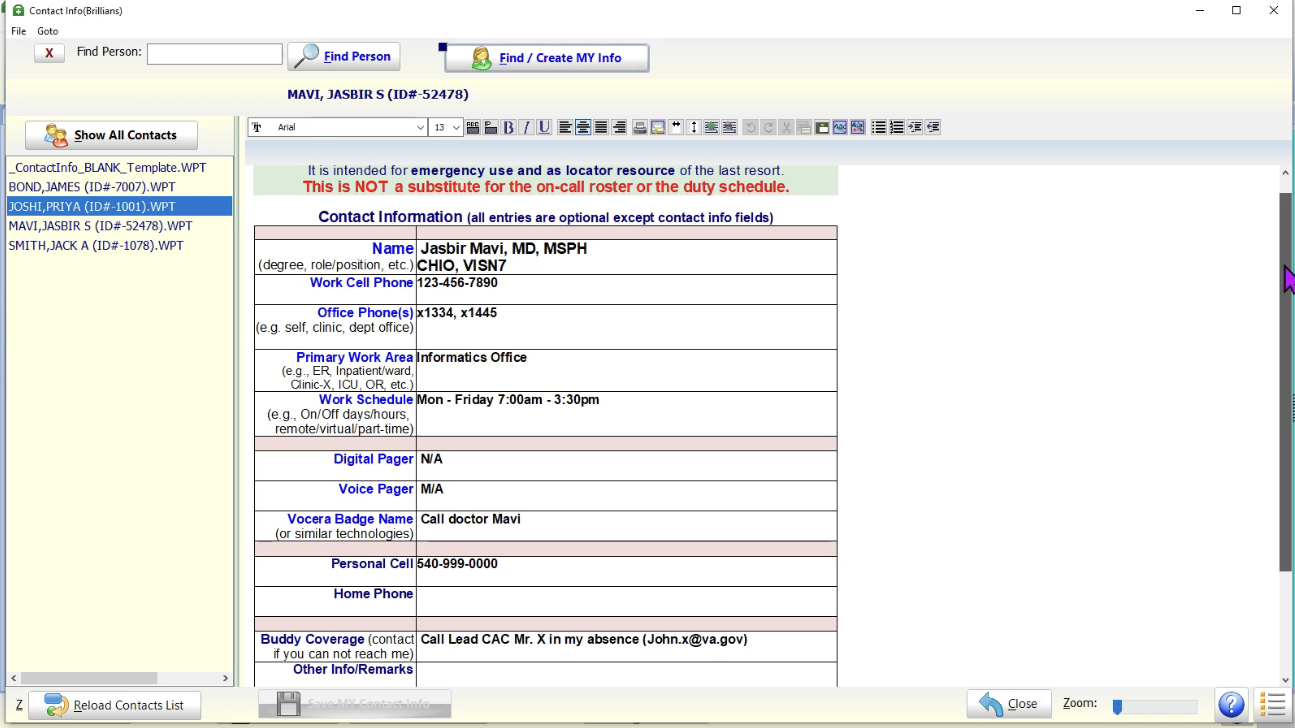 Contact Info(Brillians)
File Goto
X Find Person: Find Person Find / Create MY Info
MAVI, JASBIR S (ID#-52478)
Show All Contacts
Arial 13 B I U
_ContactInfo_BLANK_Template.WPT
BOND,JAMES (ID#-7007).WPT
JOSHI,PRIYA (ID#-1001).WPT
MAVI,JASBIR S (ID#-52478).WPT
SMITH,JACK A (ID#-1078).WPT
It is intended for emergency use and as locator resource of the last resort.
This is NOT a substitute for the on-call roster or the duty schedule.
Contact Information (all entries are optional except contact info fields)
Name Jasbir Mavi, MD, MSPH
(degree, role/position, etc.) CHIO, VISN7
Work Cell Phone 123-456-7890
Office Phone(s) x1334, x1445
(e.g. self, clinic, dept office)
Primary Work Area Informatics Office
(e.g., ER, Inpatient/ward,
Clinic-X, ICU, OR, etc.)
Work Schedule Mon - Friday 7:00am - 3:30pm
(e.g., On/Off days/hours,
remote/virtual/part-time)
Digital Pager N/A
Voice Pager M/A
Vocera Badge Name Call doctor Mavi
(or similar technologies)
Personal Cell 540-999-0000
Home Phone
Buddy Coverage (contact Call Lead CAC Mr. X in my absence (John.x@va.gov)
if you can not reach me)
Other Info/Remarks
Z Reload Contacts List Save MY Contact Info Close Zoom: